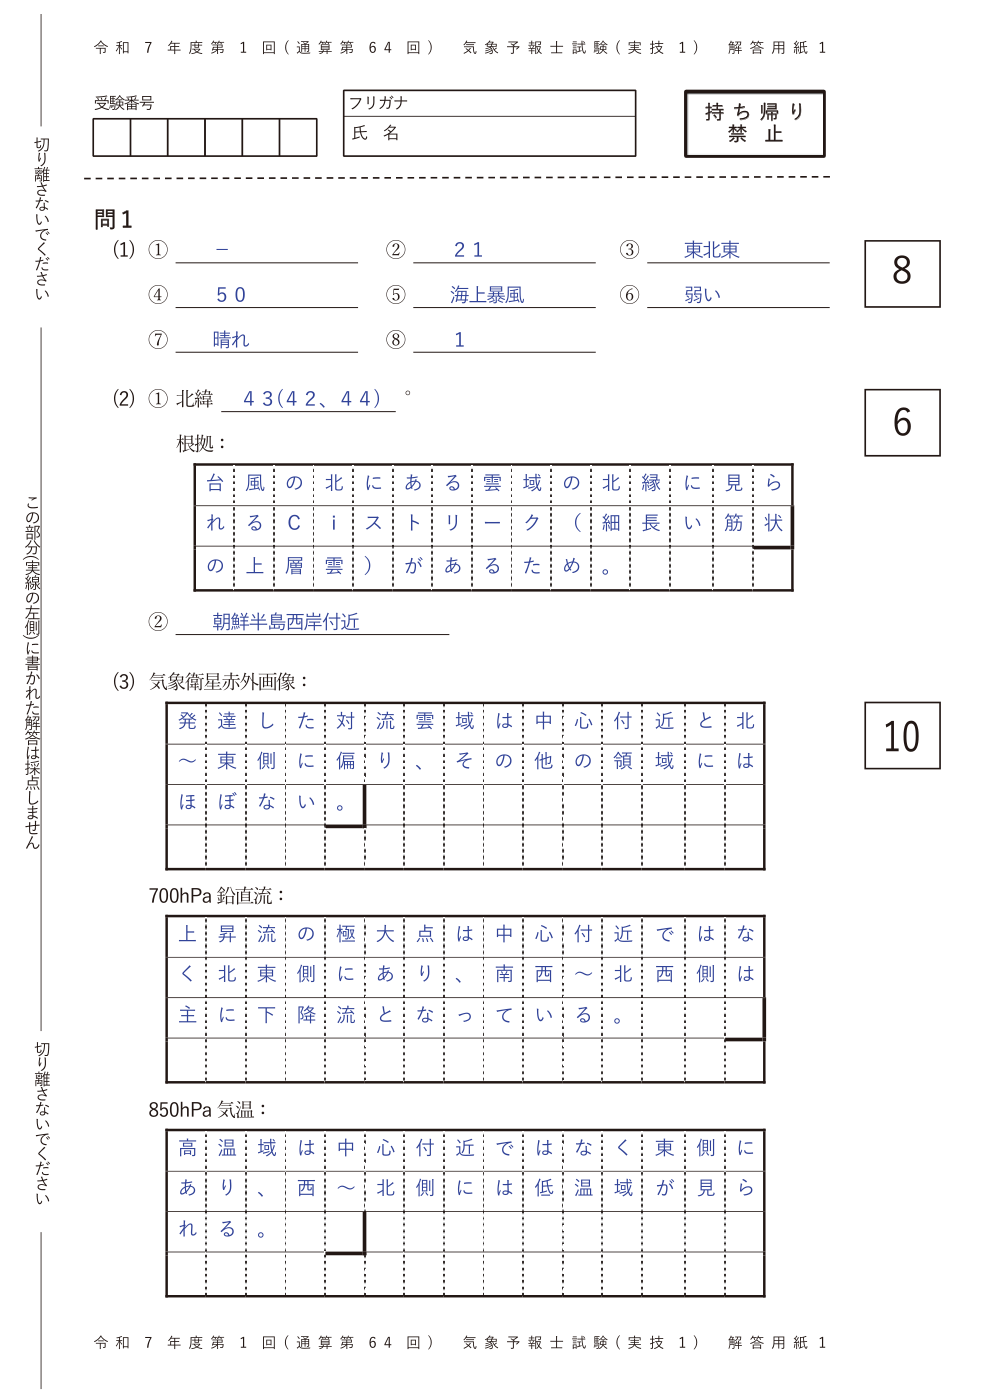 令和7年度第1回(通算第64回) 気象予報士試験(実技1) 解答用紙1
受験番号
フリガナ
氏 名
持ち帰り
禁 止
切り離さないでください
この部分(実線の左側)に書かれた解答は採点しません
切り離さないでください
問1
(1) ① － ② 21 ③ 東北東
8
④ 50 ⑤ 海上暴風 ⑥ 弱い
⑦ 晴れ ⑧ 1
(2) ① 北緯 43(42、44) °
6
根拠：
台風の北にある雲域の北縁に見ら
れるCiストリーク(細長い筋状
の上層雲)があるため。
② 朝鮮半島西岸付近
(3) 気象衛星赤外画像：
10
発達した対流雲域は中心付近と北
～東側に偏り、その他の領域には
ほぼない。
700hPa 鉛直流：
上昇流の極大点は中心付近ではな
く北東側にあり、南西～北西側は
主に下降流となっている。
850hPa 気温：
高温域は中心付近ではなく東側に
あり、西～北側には低温域が見ら
れる。
令和7年度第1回(通算第64回) 気象予報士試験(実技1) 解答用紙1